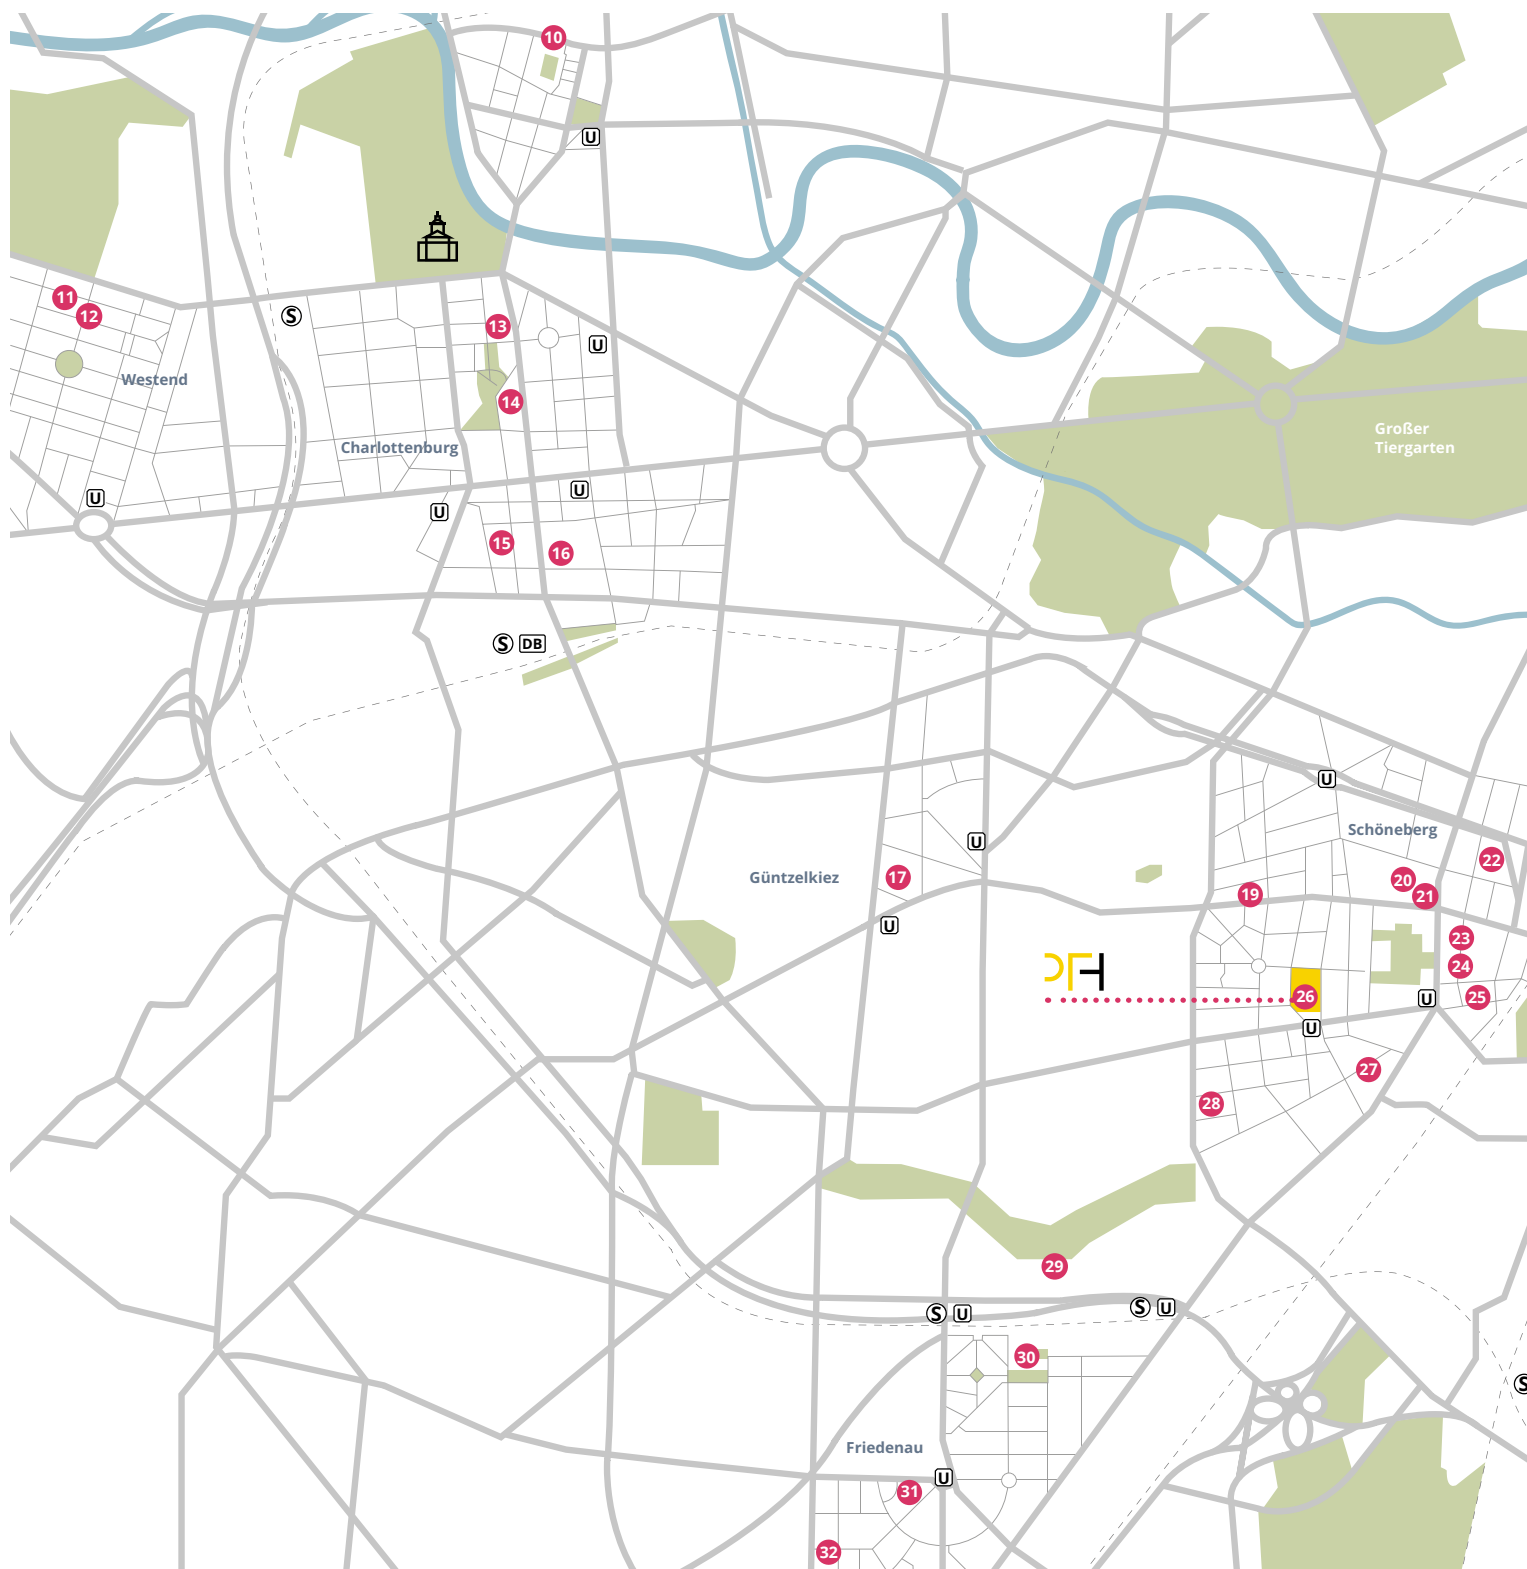 10
U
11
12
S
13
U
Westend
14
Großer
Tiergarten
Charlottenburg
U
U
U
15
16
S DB
U
Schöneberg
U
22
Güntzelkiez
17
20
19
21
U
23
24
DFH
26
25
U
U
27
28
29
S U
S U
30
S
Friedenau
U
31
32